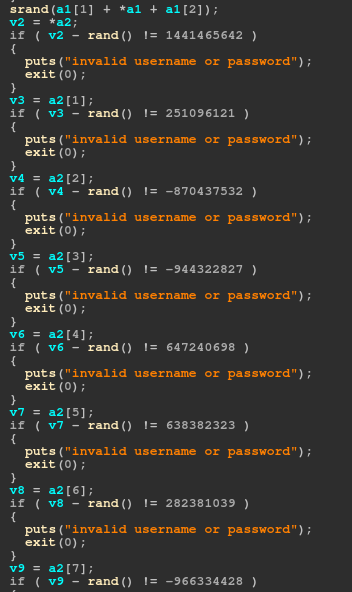 srand(a1[1] + *a1 + a1[2]);
v2 = *a2;
if ( v2 - rand() != 1441465642 )
{
puts("invalid username or password");
exit(0);
}
v3 = a2[1];
if ( v3 - rand() != 251096121 )
{
puts("invalid username or password");
exit(0);
}
v4 = a2[2];
if ( v4 - rand() != -870437532 )
{
puts("invalid username or password");
exit(0);
}
v5 = a2[3];
if ( v5 - rand() != -944322827 )
{
puts("invalid username or password");
exit(0);
}
v6 = a2[4];
if ( v6 - rand() != 647240698 )
{
puts("invalid username or password");
exit(0);
}
v7 = a2[5];
if ( v7 - rand() != 638382323 )
{
puts("invalid username or password");
exit(0);
}
v8 = a2[6];
if ( v8 - rand() != 282381039 )
{
puts("invalid username or password");
exit(0);
}
v9 = a2[7];
if ( v9 - rand() != -966334428 )